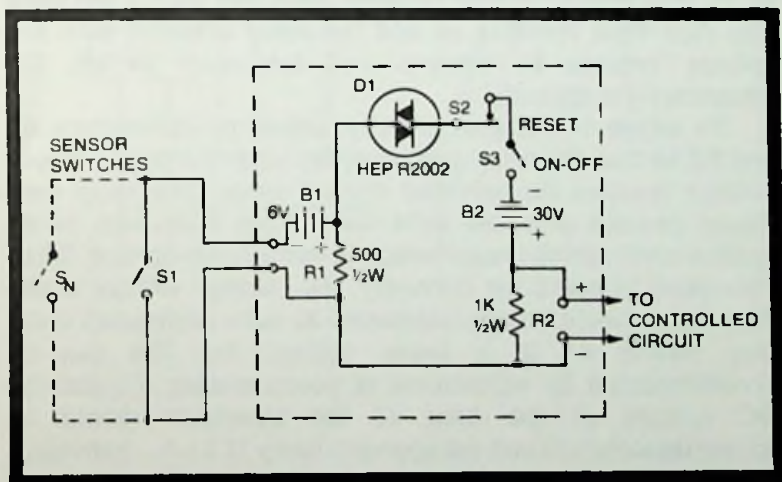 SENSOR
SWITCHES
S_N
S1
6V
B1
− +
R1
500
½W
D1
HEP R2002
S2
RESET
S3
ON-OFF
−
B2
30V
+
1K
½W
R2
+
TO
CONTROLLED
CIRCUIT
−